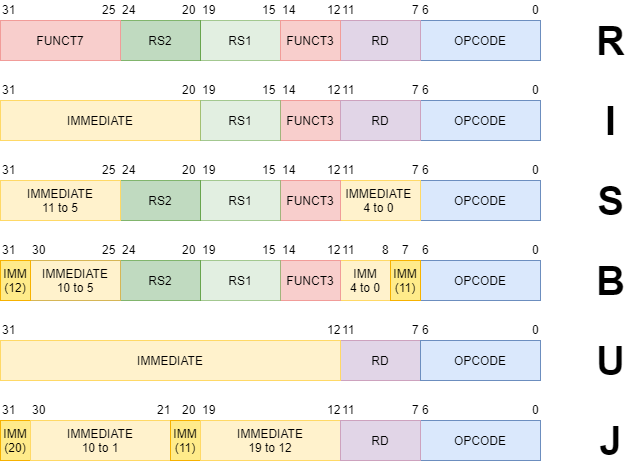 31 25 24 20 19 15 14 12 11 7 6 0
FUNCT7 RS2 RS1 FUNCT3 RD OPCODE R
31 20 19 15 14 12 11 7 6 0
IMMEDIATE RS1 FUNCT3 RD OPCODE I
31 25 24 20 19 15 14 12 11 7 6 0
IMMEDIATE 11 to 5 RS2 RS1 FUNCT3 IMMEDIATE 4 to 0 OPCODE S
31 30 25 24 20 19 15 14 12 11 8 7 6 0
IMM (12) IMMEDIATE 10 to 5 RS2 RS1 FUNCT3 IMM 4 to 0 IMM (11) OPCODE B
31 12 11 7 6 0
IMMEDIATE RD OPCODE U
31 30 21 20 19 12 11 7 6 0
IMM (20) IMMEDIATE 10 to 1 IMM (11) IMMEDIATE 19 to 12 RD OPCODE J